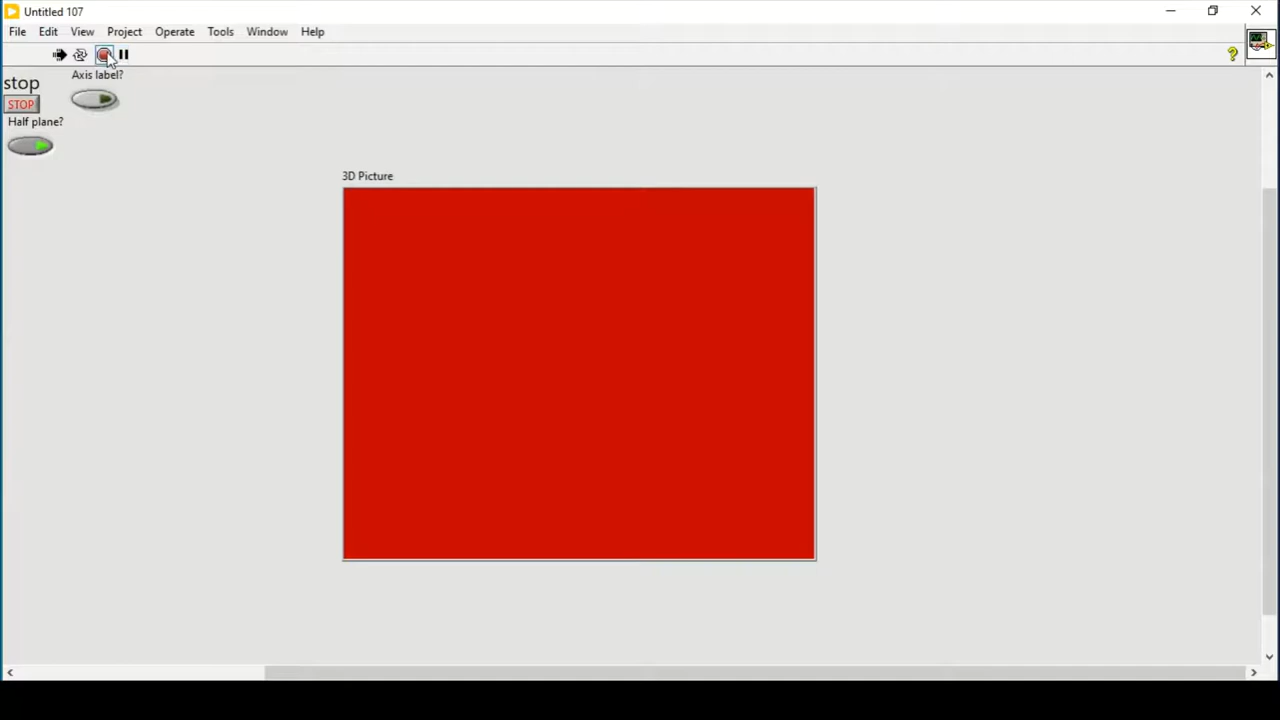 Untitled 107
File Edit View Project Operate Tools Window Help
?
stop
Axis label?
STOP
Half plane?
3D Picture